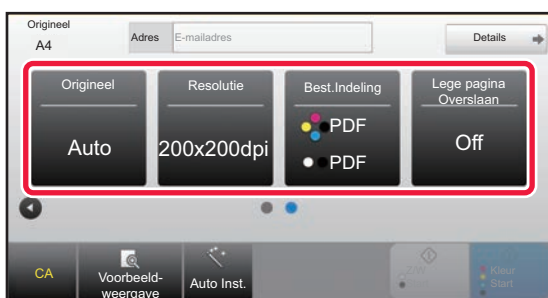 Origineel
A4
Adres
E-mailadres
Details
Origineel
Auto
Resolutie
200x200dpi
Best.Indeling
PDF
PDF
Lege pagina
Overslaan
Off
CA
Voorbeeld-
weergave
Auto Inst.
Z/W
Start
Kleur
Start